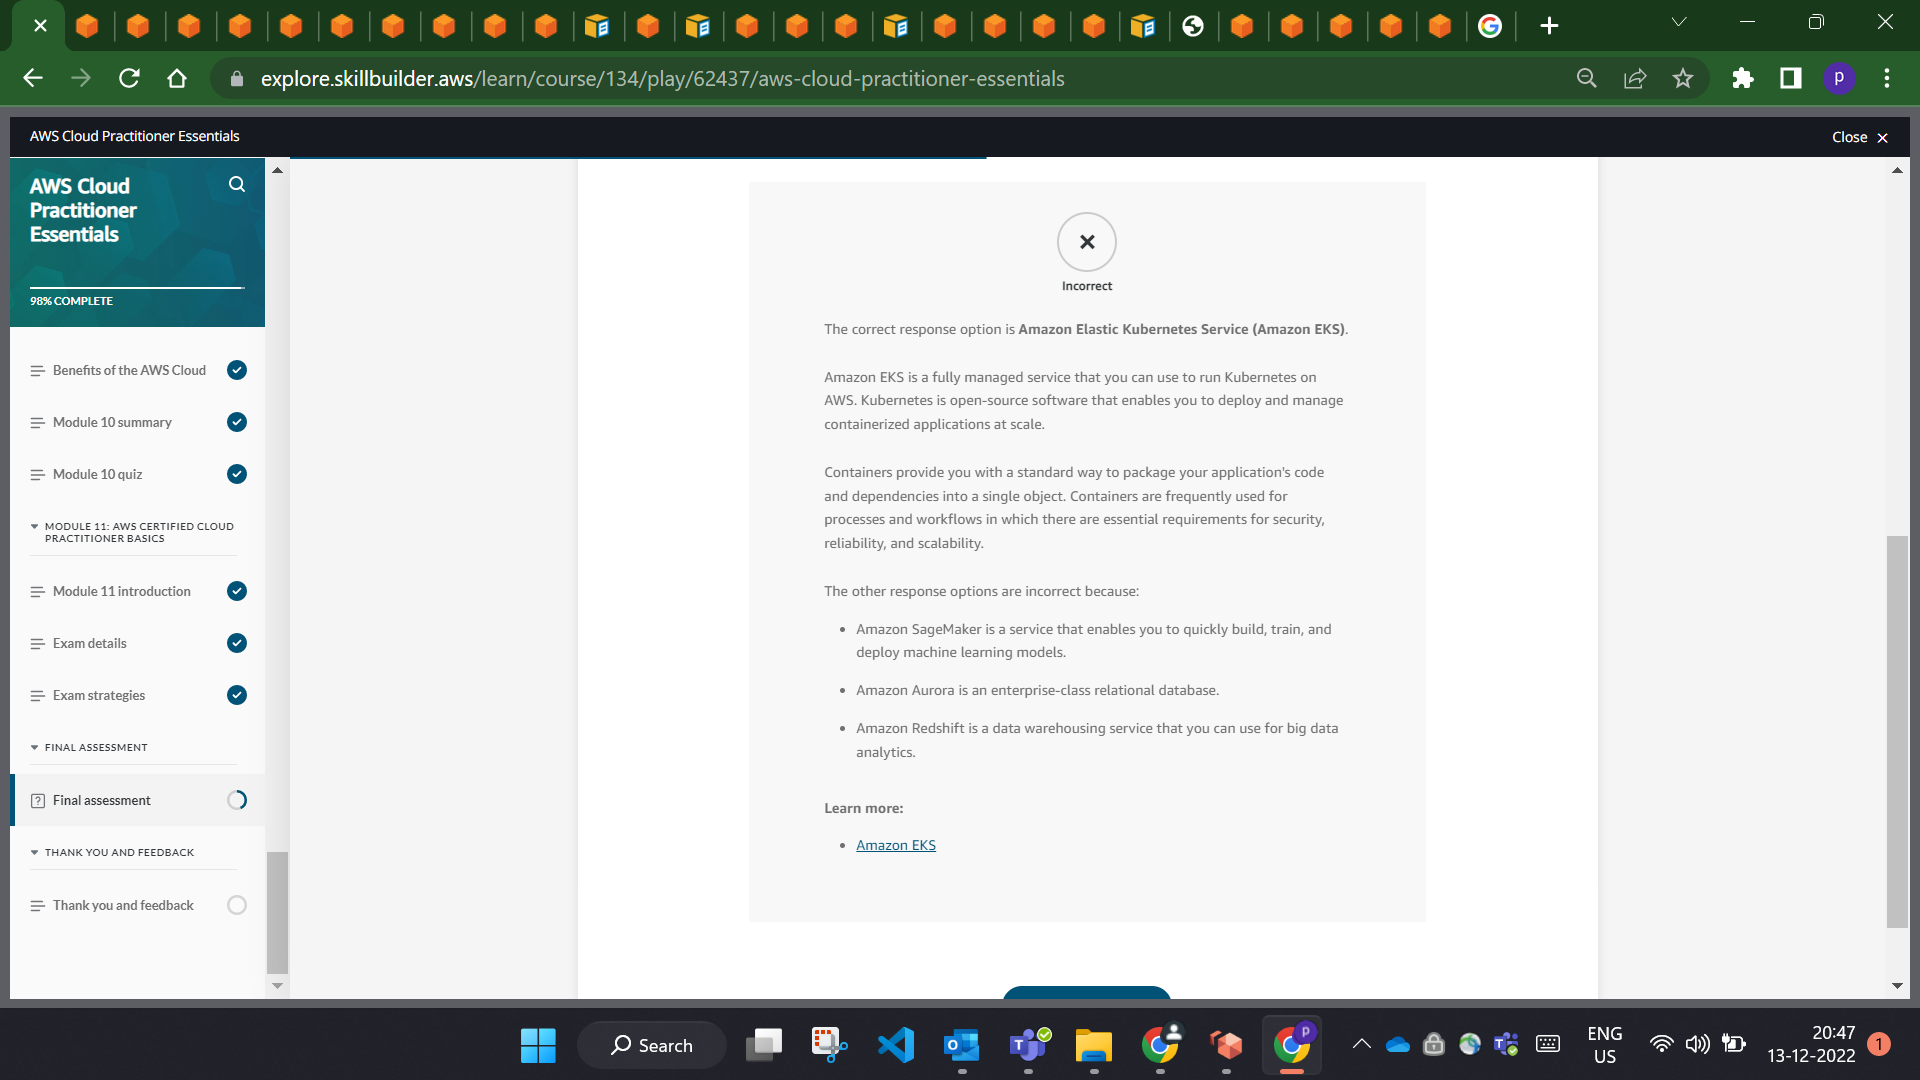 explore.skillbuilder.aws/learn/course/134/play/62437/aws-cloud-practitioner-essentials
p
AWS Cloud Practitioner Essentials
Close
AWS Cloud
Practitioner
Essentials
98% COMPLETE
Benefits of the AWS Cloud
Module 10 summary
Module 10 quiz
MODULE 11: AWS CERTIFIED CLOUD
PRACTITIONER BASICS
Module 11 introduction
Exam details
Exam strategies
FINAL ASSESSMENT
Final assessment
THANK YOU AND FEEDBACK
Thank you and feedback
Incorrect
The correct response option is Amazon Elastic Kubernetes Service (Amazon EKS).
Amazon EKS is a fully managed service that you can use to run Kubernetes on
AWS. Kubernetes is open-source software that enables you to deploy and manage
containerized applications at scale.
Containers provide you with a standard way to package your application's code
and dependencies into a single object. Containers are frequently used for
processes and workflows in which there are essential requirements for security,
reliability, and scalability.
The other response options are incorrect because:
• Amazon SageMaker is a service that enables you to quickly build, train, and
deploy machine learning models.
• Amazon Aurora is an enterprise-class relational database.
• Amazon Redshift is a data warehousing service that you can use for big data
analytics.
Learn more:
• Amazon EKS
Search
p
ENG
US
20:47
13-12-2022
1